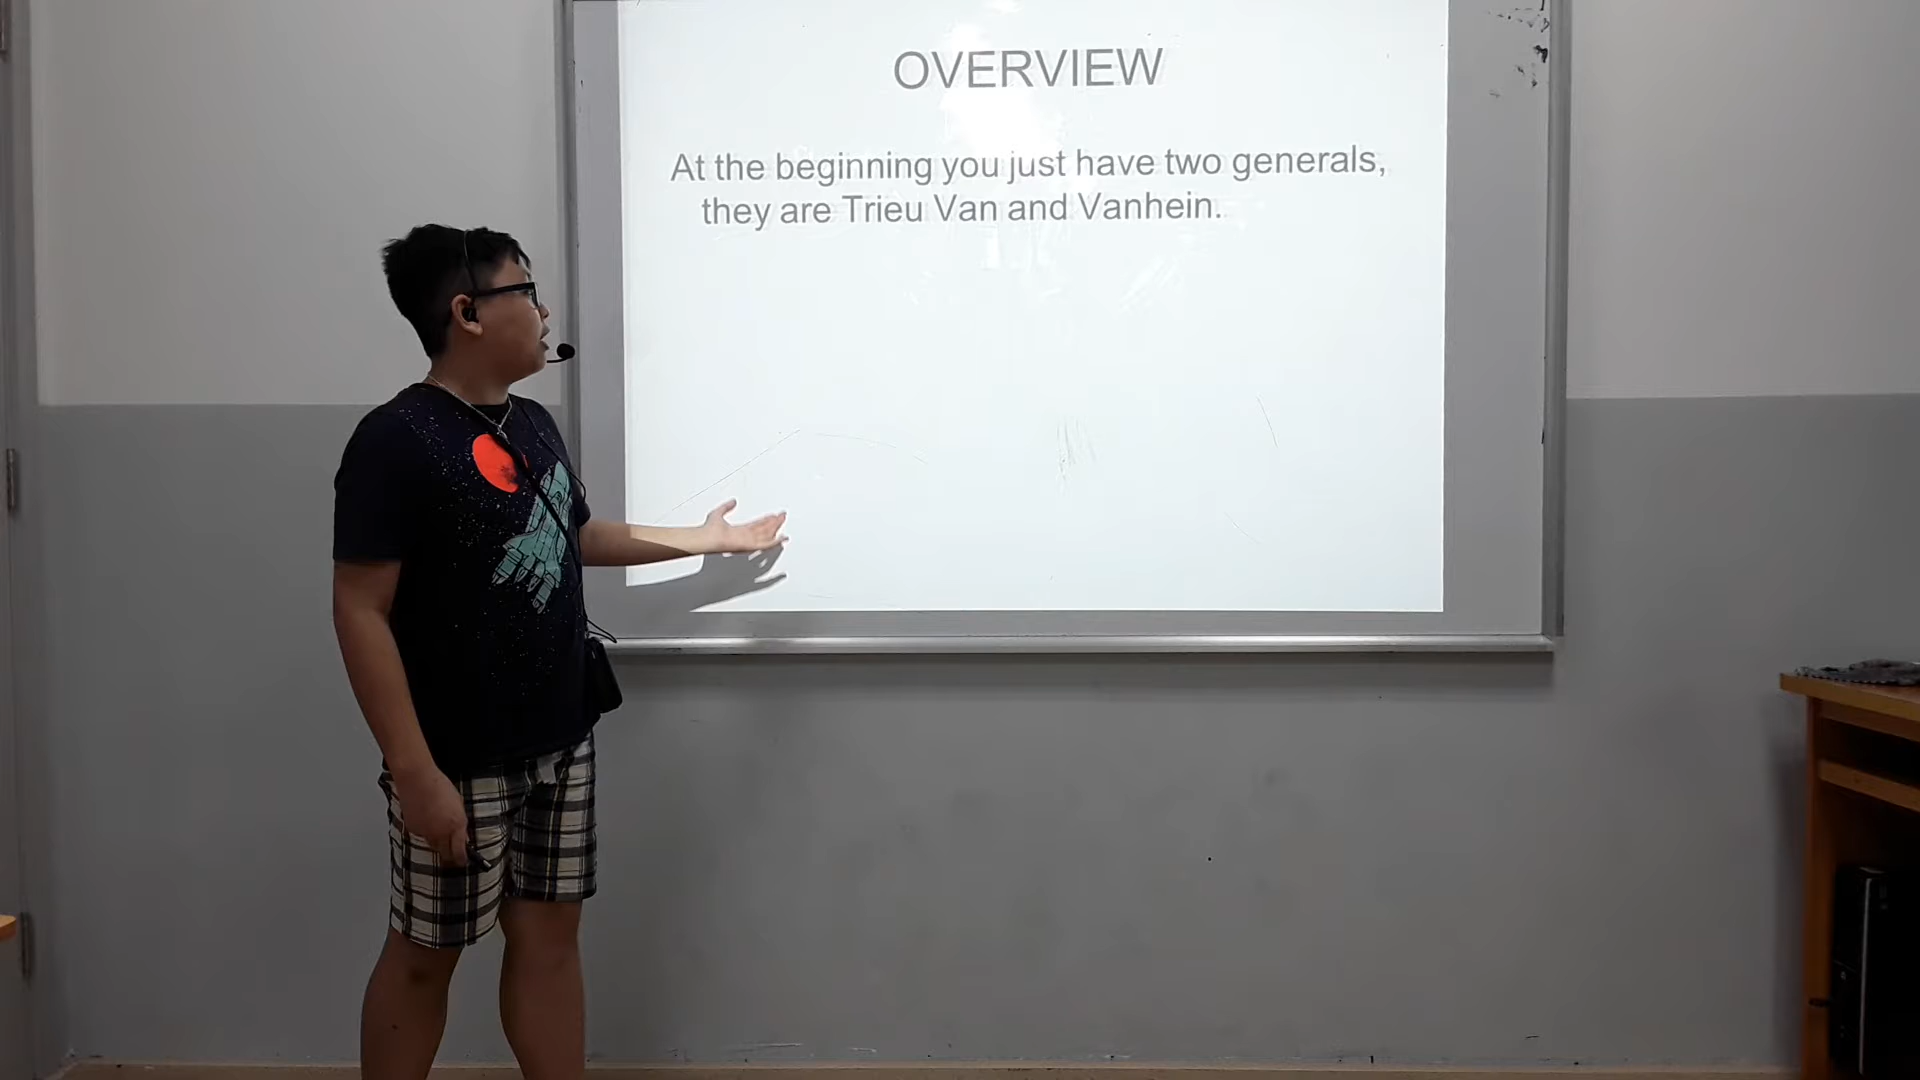 OVERVIEW
At the beginning you just have two generals,
they are Trieu Van and Vanhein.